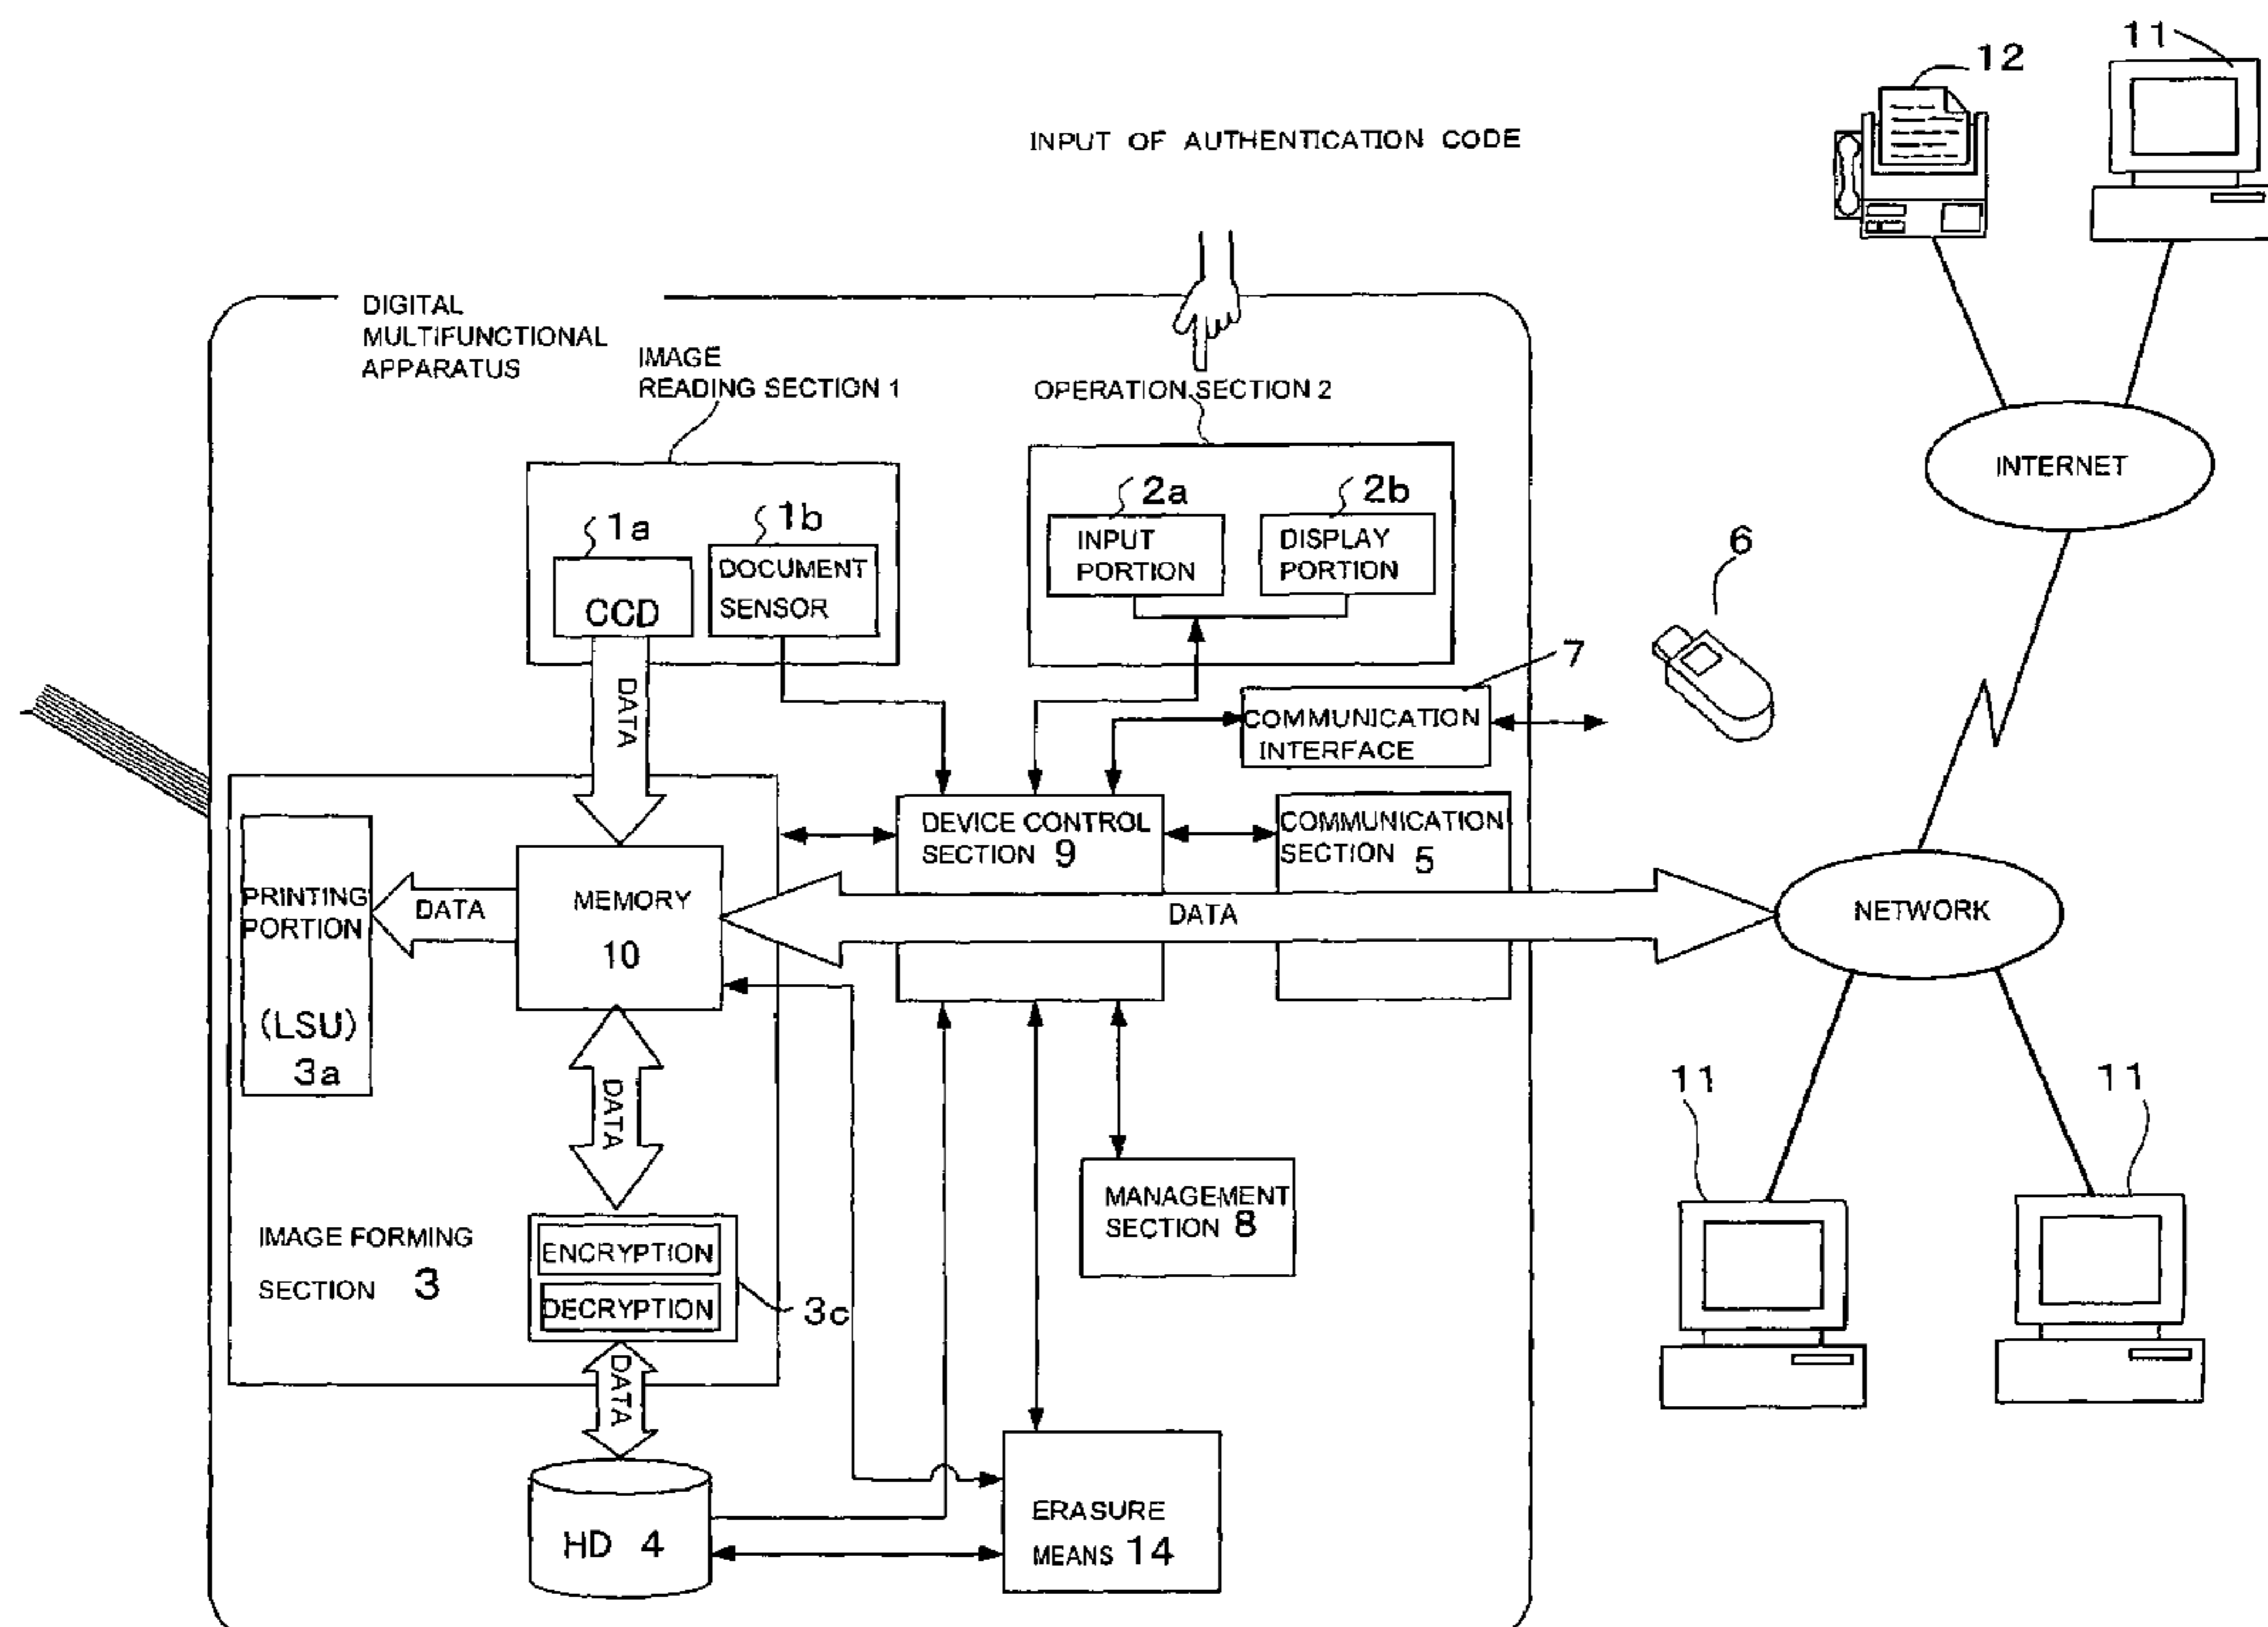 11
12
INPUT OF AUTHENTICATION CODE
DIGITAL
MULTIFUNCTIONAL
APPARATUS
IMAGE
READING SECTION 1
OPERATION SECTION 2
INTERNET
1a
1b
2a
2b
CCD
DOCUMENT
SENSOR
INPUT
PORTION
DISPLAY
PORTION
6
7
DATA
COMMUNICATION
INTERFACE
DEVICE CONTROL
SECTION 9
COMMUNICATION
SECTION 5
PRINTING
PORTION
(LSU)
3a
DATA
MEMORY
10
DATA
NETWORK
DATA
11
11
MANAGEMENT
SECTION 8
IMAGE FORMING
SECTION 3
ENCRYPTION
DECRYPTION
3c
DATA
HD 4
ERASURE
MEANS 14